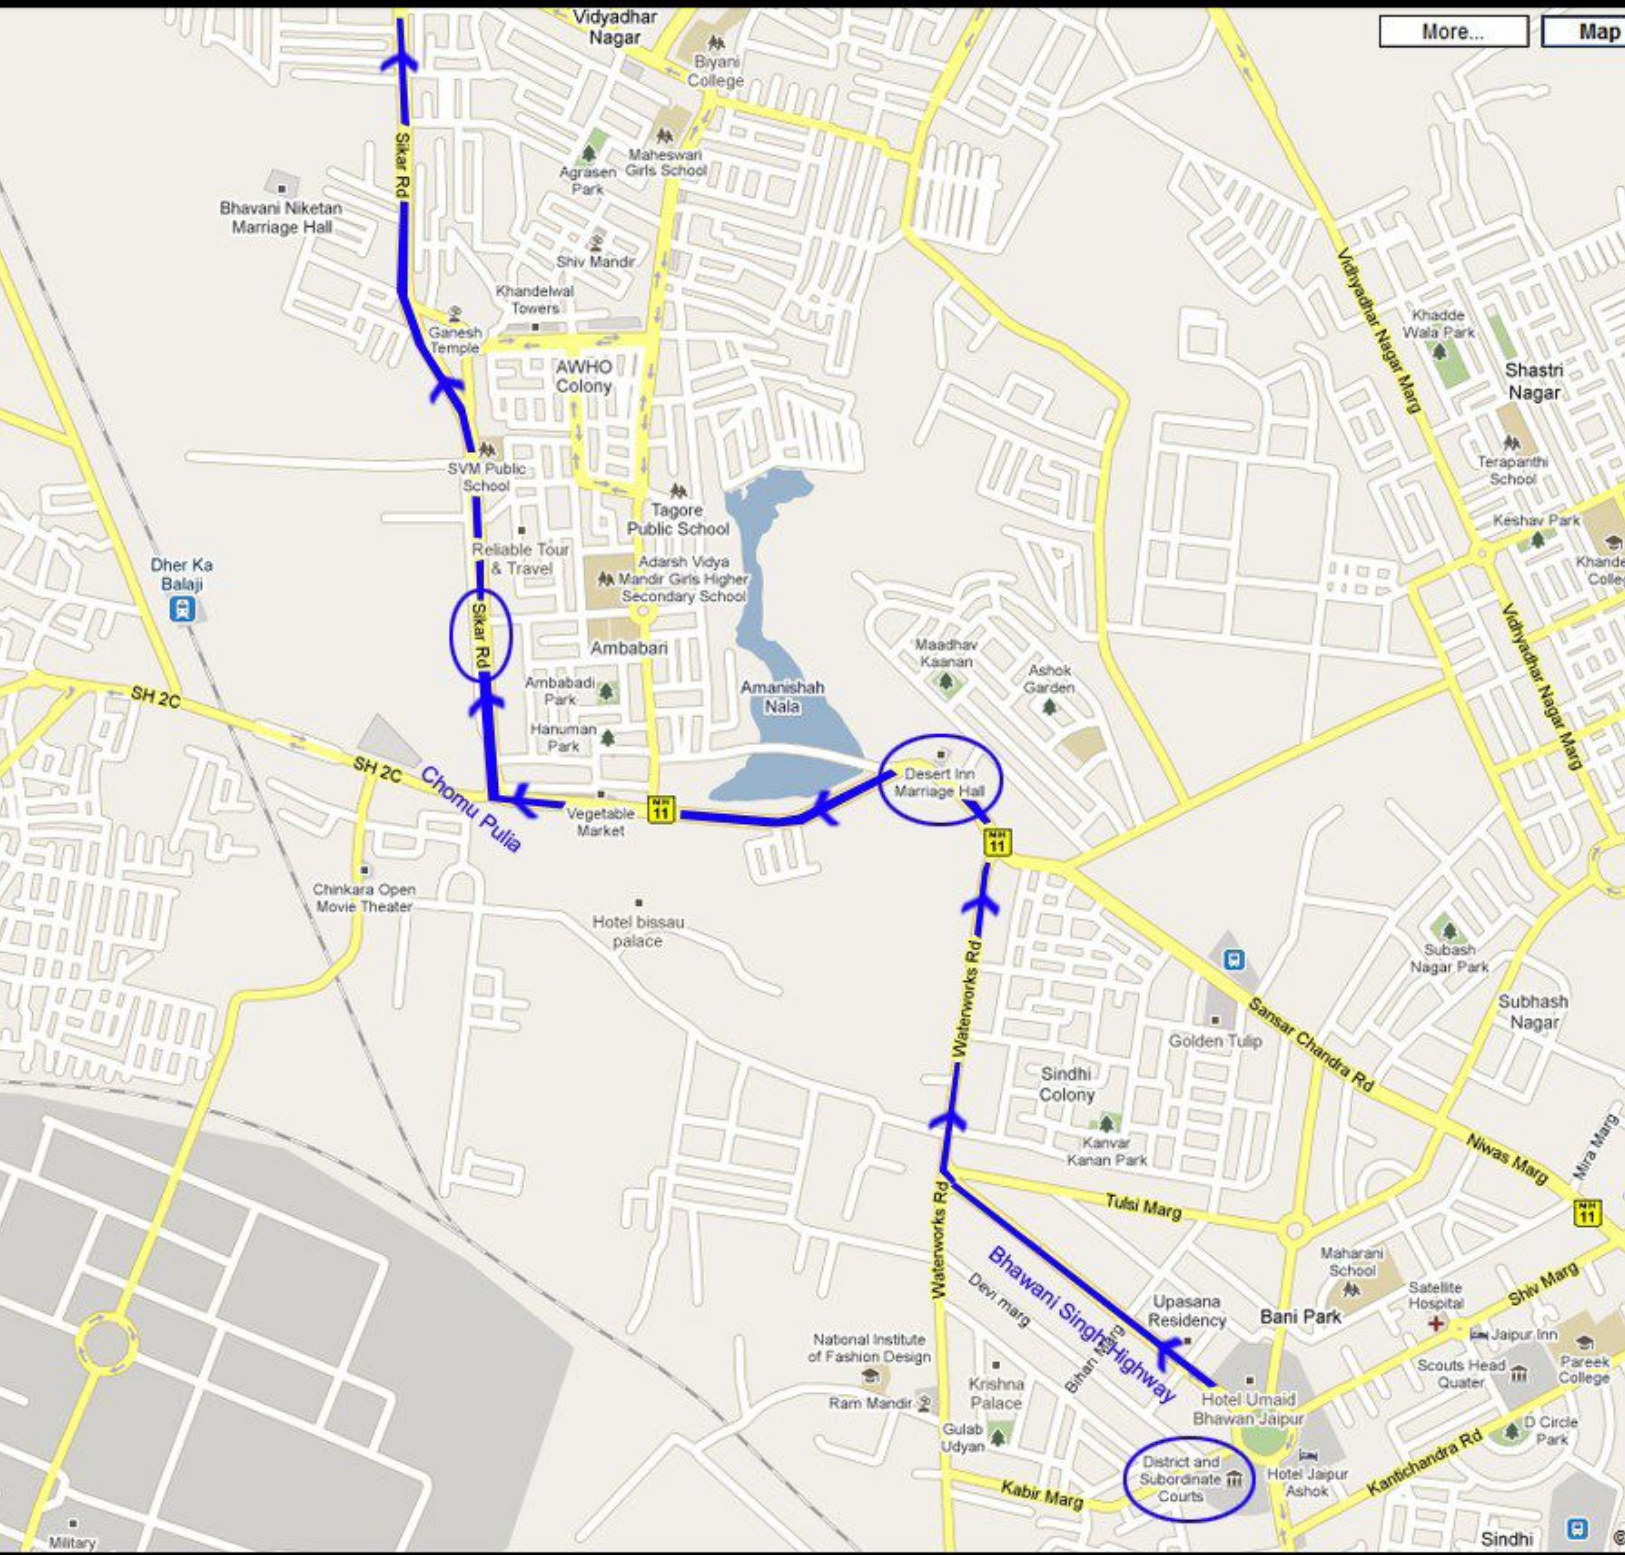 More...
Map
Vidyadhar
Nagar
Biyani
College
Sikar Rd
Maheswari
Girls School
Agrasen
Park
Bhavani Niketan
Marriage Hall
Shiv Mandir
Khandelwal
Towers
Ganesh
Temple
AWHO
Colony
Vidhyadhar Nagar Marg
Khadde
Wala Park
Shastri
Nagar
Terapanthi
School
SVM Public
School
Tagore
Public School
Keshav Park
Reliable Tour
& Travel
Adarsh Vidya
Mandir Girls Higher
Secondary School
Khande
Colle
Dher Ka
Balaji
Sikar Rd
Ambabari
Maadhav
Kaanan
Ashok
Garden
Vidhyadhar Nagar Marg
Ambabadi
Park
Amanishah
Nala
SH 2C
Hanuman
Park
SH 2C
Chomu Pulia
Desert Inn
Marriage Hall
Vegetable
Market
NH
11
NH
11
Chinkara Open
Movie Theater
Hotel bissau
palace
Waterworks Rd
Subash
Nagar Park
Subhash
Nagar
Sansar Chandra Rd
Golden Tulip
Sindhi
Colony
Kanvar
Kanan Park
Niwas Marg
Mira Marg
NH
11
Tulsi Marg
Waterworks Rd
Bhawani Singh Highway
Devi marg
Bihari Marg
Upasana
Residency
Bani Park
Maharani
School
Satellite
Hospital
Shiv Marg
Jaipur Inn
National Institute
of Fashion Design
Ram Mandir
Krishna
Palace
Scouts Head
Quater
Pareek
College
Hotel Umaid
Bhawan Jaipur
Gulab
Udyan
D Circle
Park
District and
Subordinate
Courts
Hotel Jaipur
Ashok
Kantichandra Rd
Kabir Marg
Military
Sindhi
©